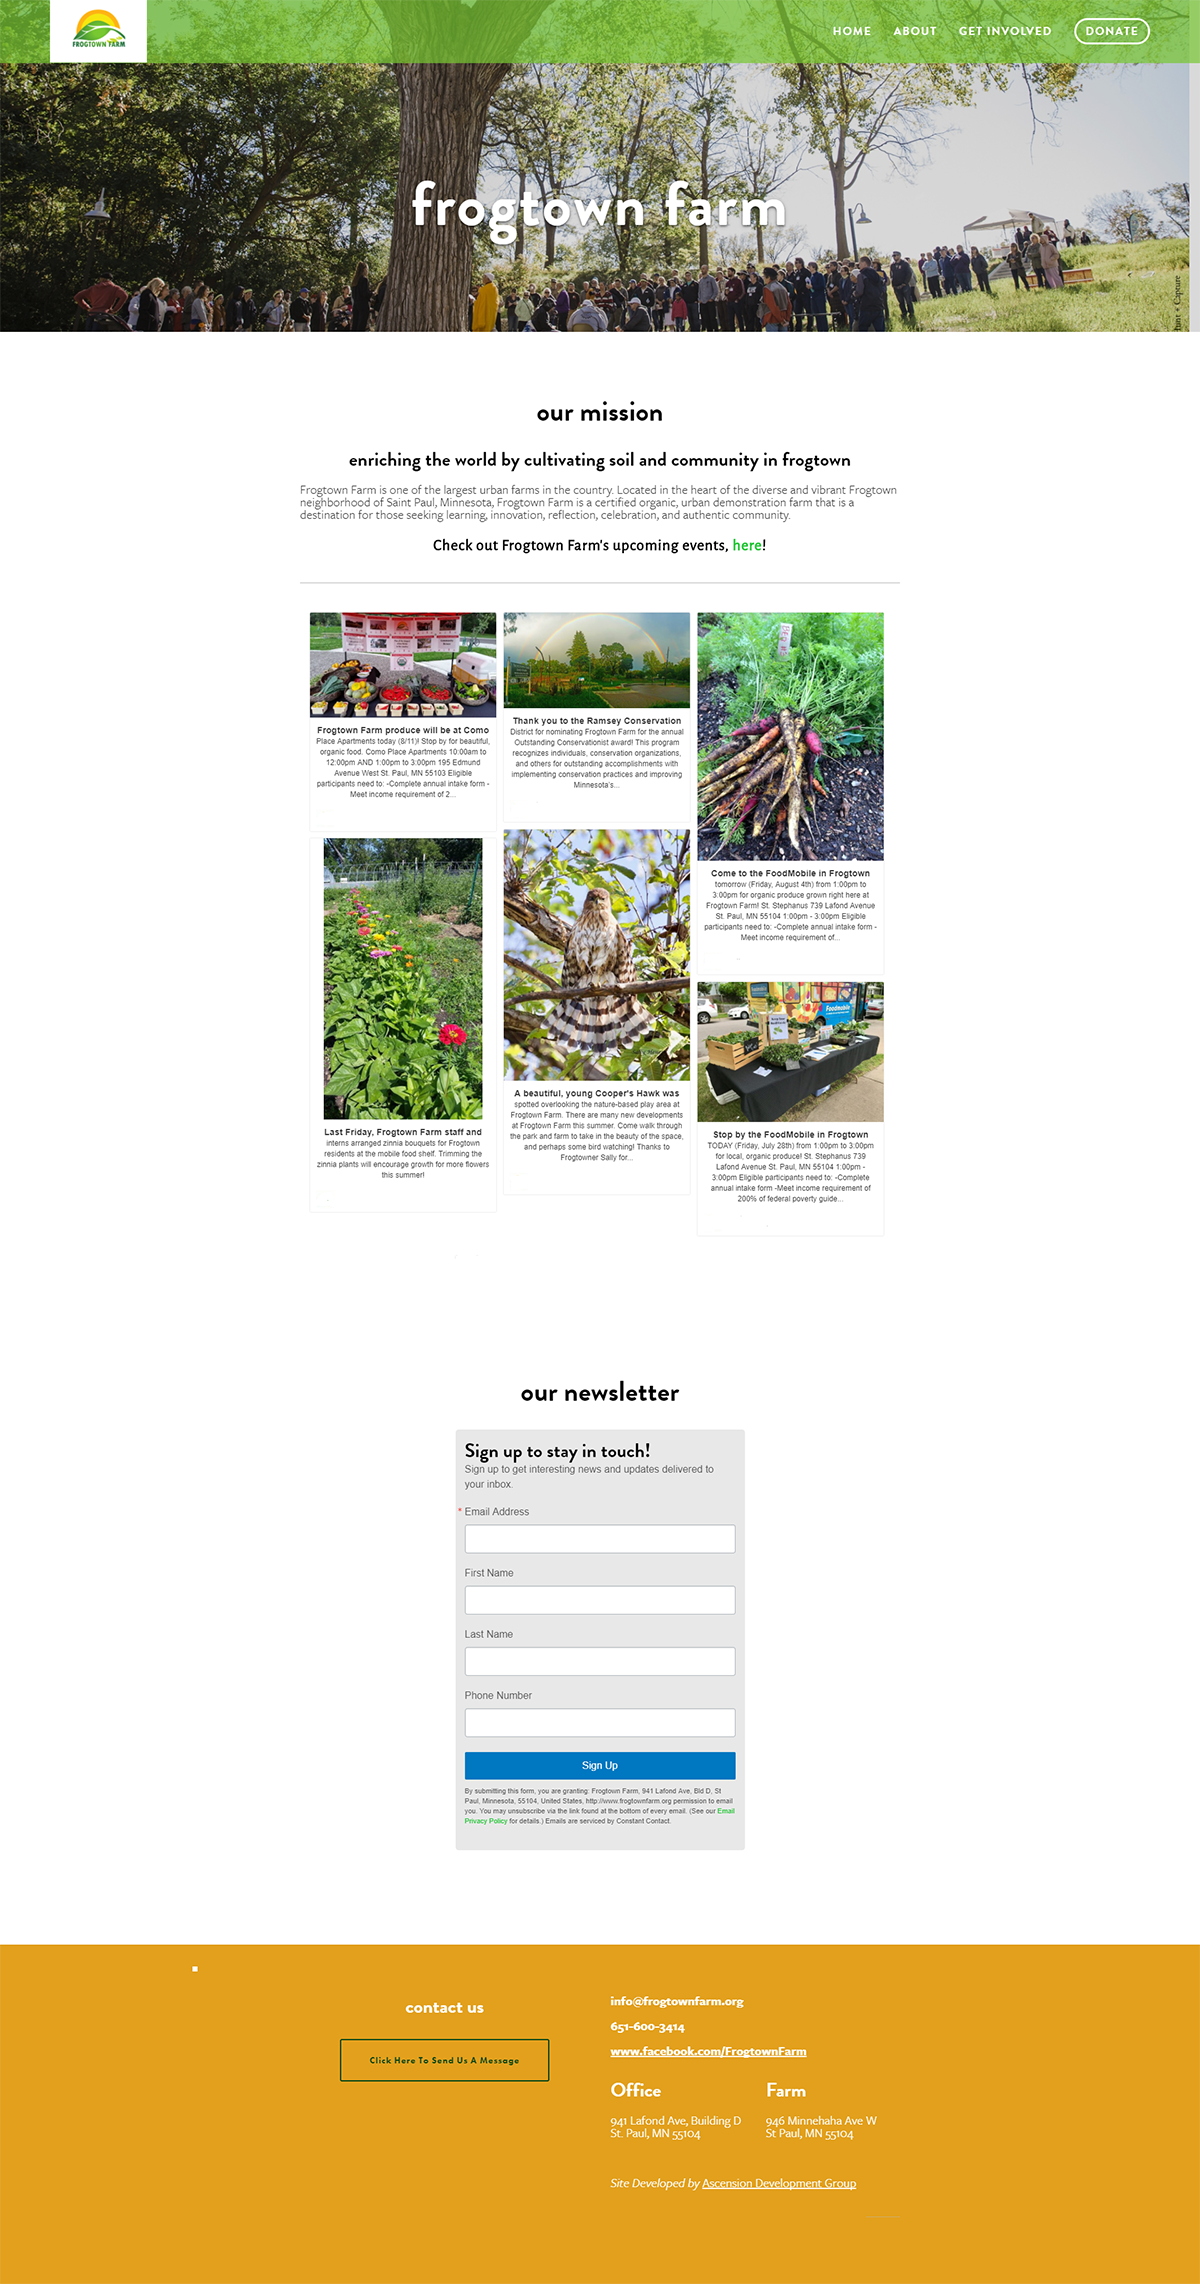 FROGTOWN FARM
HOME ABOUT GET INVOLVED DONATE
frogtown farm
our mission
enriching the world by cultivating soil and community in frogtown
Frogtown Farm is one of the largest urban farms in the country. Located in the heart of the diverse and vibrant Frogtown
neighborhood of Saint Paul, Minnesota, Frogtown Farm is a certified organic, urban demonstration farm that is a
destination for those seeking learning, innovation, reflection, celebration, and authentic community.
Check out Frogtown Farm's upcoming events, here!
Frogtown Farm produce will be at Como
Place Apartments today (8/11)! Stop by for beautiful,
organic food. Como Place Apartments 10:00am to
12:00pm AND 1:00pm to 3:00pm 195 Edmund
Avenue West St. Paul, MN 55103 Eligible
participants need to: -Complete annual intake form -
Meet income requirement of 2...
Thank you to the Ramsey Conservation
District for nominating Frogtown Farm for the annual
Outstanding Conservationist award! This program
recognizes individuals, conservation organizations,
and others for outstanding accomplishments with
implementing conservation practices and improving
Minnesota's...
Come to the FoodMobile in Frogtown
tomorrow (Friday, August 4th) from 1:00pm to
3:00pm for organic produce grown right here at
Frogtown Farm! St. Stephanus 739 Lafond Avenue
St. Paul, MN 55104 1:00pm - 3:00pm Eligible
participants need to: -Complete annual intake form -
Meet income requirement of...
Last Friday, Frogtown Farm staff and
interns arranged zinnia bouquets for Frogtown
residents at the mobile food shelf. Trimming the
zinnia plants will encourage growth for more flowers
this summer!
A beautiful, young Cooper's Hawk was
spotted overlooking the nature-based play area at
Frogtown Farm. There are many new developments
at Frogtown Farm this summer. Come walk through
the park and farm to take in the beauty of the space,
and perhaps some bird watching! Thanks to
Frogtowner Sally for...
Foodmobile
Stop by the FoodMobile in Frogtown
TODAY (Friday, July 28th) from 1:00pm to 3:00pm
for local, organic produce! St. Stephanus 739
Lafond Avenue St. Paul, MN 55104 1:00pm -
3:00pm Eligible participants need to: -Complete
annual intake form -Meet income requirement of
200% of federal poverty guide...
our newsletter
Sign up to stay in touch!
Sign up to get interesting news and updates delivered to
your inbox.
* Email Address
First Name
Last Name
Phone Number
Sign Up
By submitting this form, you are granting: Frogtown Farm, 941 Lafond Ave, Bld D, St
Paul, Minnesota, 55104, United States, http://www.frogtownfarm.org permission to email
you. You may unsubscribe via the link found at the bottom of every email. (See our Email
Privacy Policy for details.) Emails are serviced by Constant Contact.
contact us
Click Here To Send Us A Message
info@frogtownfarm.org
651-600-3414
www.facebook.com/FrogtownFarm
Office
941 Lafond Ave, Building D
St. Paul, MN 55104
Farm
946 Minnehaha Ave W
St Paul, MN 55104
Site Developed by Ascension Development Group